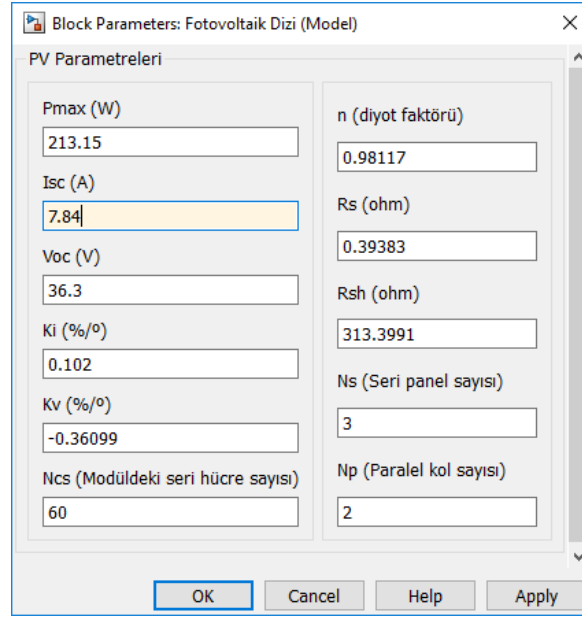 Block Parameters: Fotovoltaik Dizi (Model)
PV Parametreleri
Pmax (W)
213.15
Isc (A)
7.84
Voc (V)
36.3
Ki (%/º)
0.102
Kv (%/º)
-0.36099
Ncs (Modüldeki seri hücre sayısı)
60
n (diyot faktörü)
0.98117
Rs (ohm)
0.39383
Rsh (ohm)
313.3991
Ns (Seri panel sayısı)
3
Np (Paralel kol sayısı)
2
OK
Cancel
Help
Apply